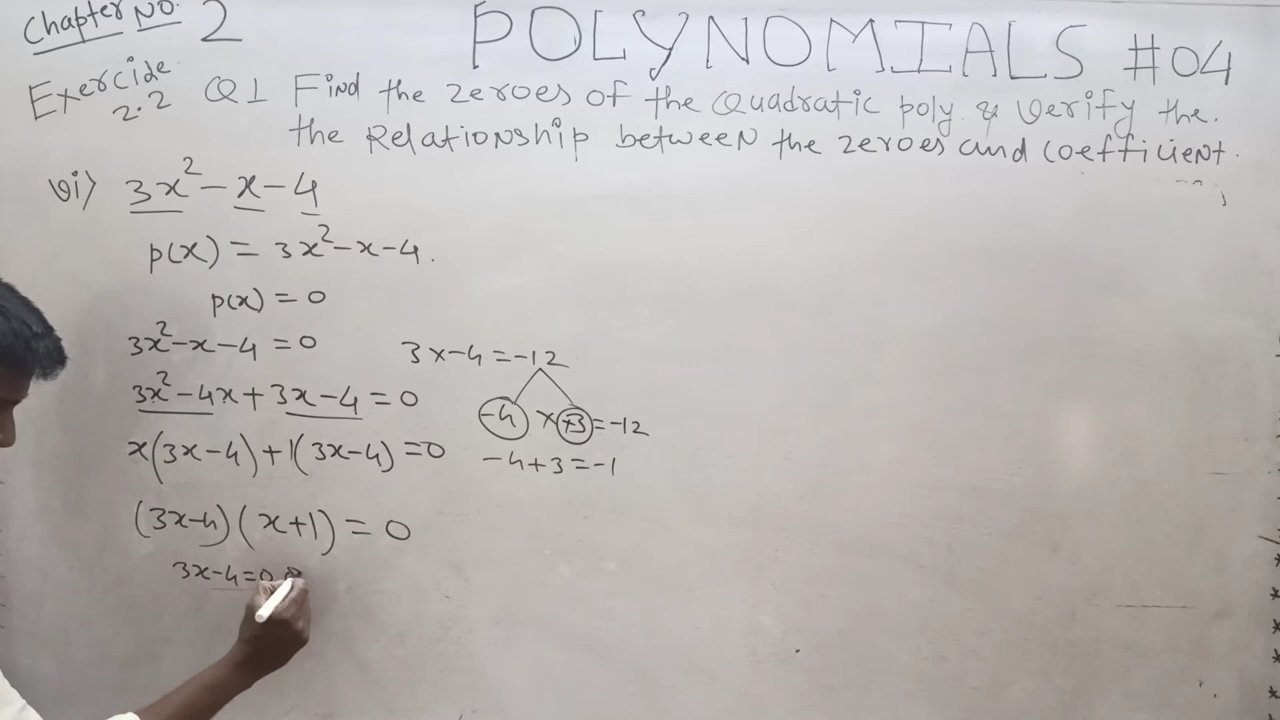 Chapter No. 2
POLYNOMIALS #04
Exercide 2.2
Q1 Find the zeroes of the Quadratic poly. & Verify the.
the Relationship between the zeroes and coefficient.
vi) 3x² - x - 4
p(x) = 3x² - x - 4.
p(x) = 0
3x² - x - 4 = 0
3x² - 4x + 3x - 4 = 0
x(3x - 4) + 1(3x - 4) = 0
(3x - 4)(x + 1) = 0
3x - 4 = 0
3 x - 4 = -12
-4 x +3 = -12
-4 + 3 = -1